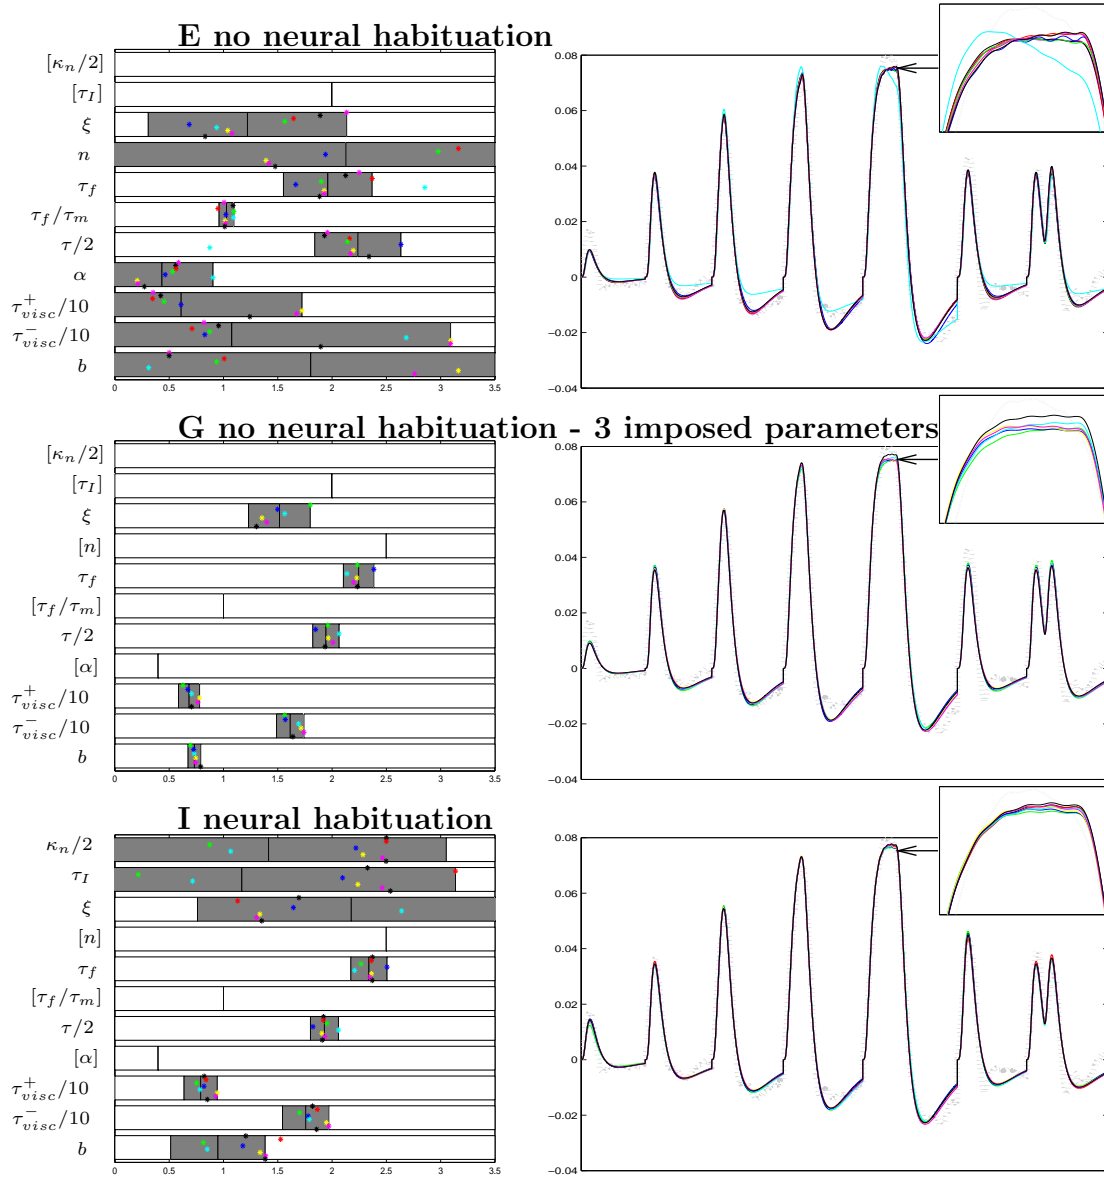 E no neural habituation
[κn/2]
[τI]
ξ
n
τf
τf/τm
τ/2
α
τ+visc/10
τ−visc/10
b
0 0.5 1 1.5 2 2.5 3 3.5
0.08
0.06
0.04
0.02
0
−0.02
−0.04
G no neural habituation - 3 imposed parameters
[κn/2]
[τI]
ξ
[n]
τf
[τf/τm]
τ/2
[α]
τ+visc/10
τ−visc/10
b
0 0.5 1 1.5 2 2.5 3 3.5
0.08
0.06
0.04
0.02
0
−0.02
−0.04
I neural habituation
κn/2
τI
ξ
[n]
τf
[τf/τm]
τ/2
[α]
τ+visc/10
τ−visc/10
b
0 0.5 1 1.5 2 2.5 3 3.5
0.08
0.06
0.04
0.02
0
−0.02
−0.04